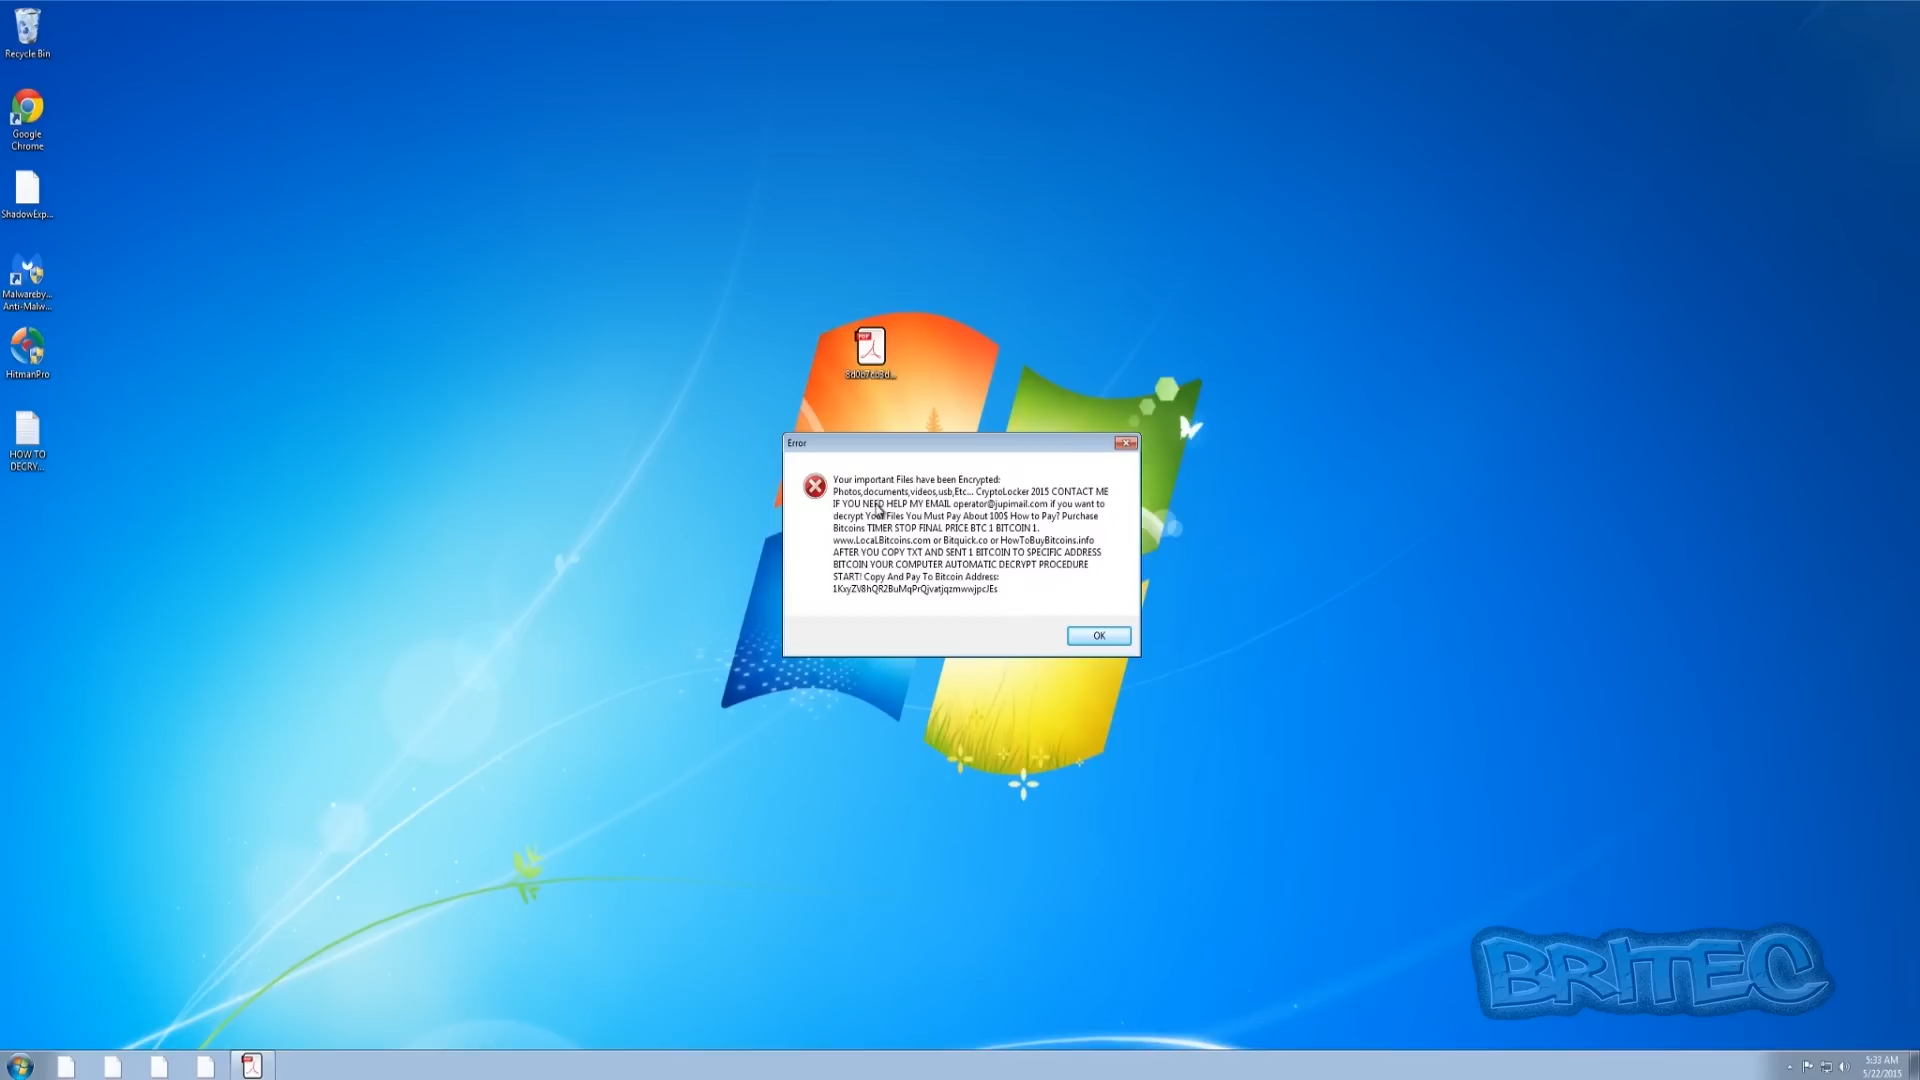 Recycle Bin
Google
Chrome
ShadowExp...
Malwareby...
Anti-Malw...
HitmanPro
HOW TO
DECRY...
PDF
Error
Your important Files have been Encrypted:
Photos,documents,videos,usb,Etc... CryptoLocker 2015 CONTACT ME
IF YOU NEED HELP MY EMAIL operator@jupimail.com if you want to
decrypt Your Files You Must Pay About 100$ How to Pay? Purchase
Bitcoins TIMER STOP FINAL PRICE BTC 1 BITCOIN 1.
www.LocaLBitcoins.com or Bitquick.co or HowToBuyBitcoins.info
AFTER YOU COPY TXT AND SENT 1 BITCOIN TO SPECIFIC ADDRESS
BITCOIN YOUR COMPUTER AUTOMATIC DECRYPT PROCEDURE
START! Copy And Pay To Bitcoin Address:
1KxyZV8hQR2BuMqPrQjvatjqzmwwjpcJEs
OK
BRITEC
5:33 AM
5/22/2015